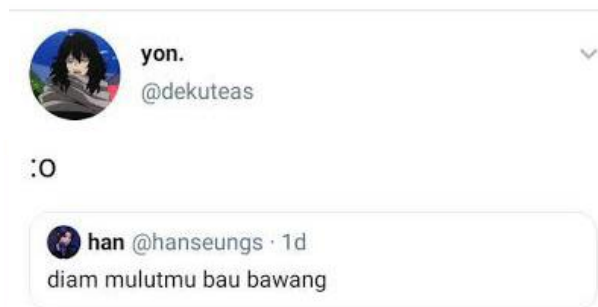 yon.
@dekuteas
:o
han @hanseungs · 1d
diam mulutmu bau bawang